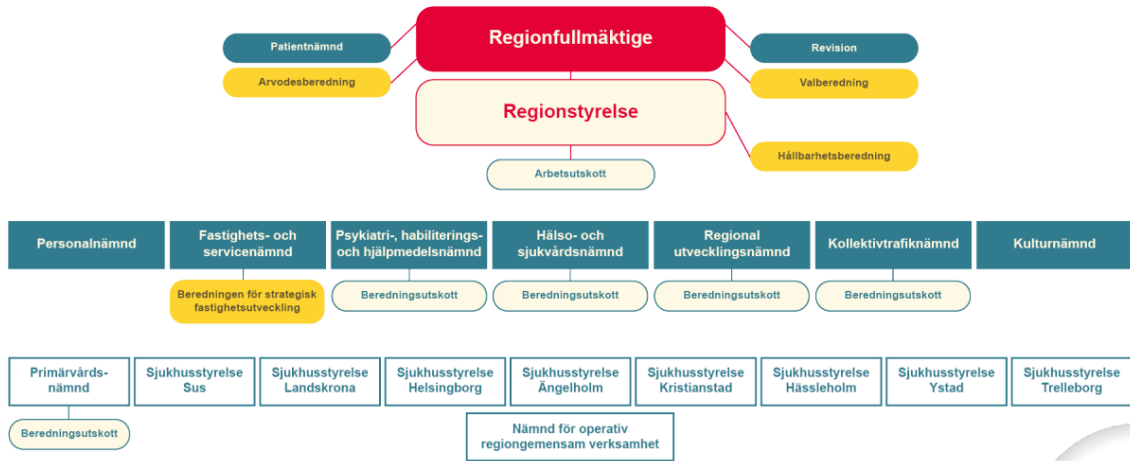 Patientnämnd
Regionfullmäktige
Revision
Arvodesberedning
Valberedning
Regionstyrelse
Hållbarhetsberedning
Arbetsutskott
Personalnämnd
Fastighets- och
servicenämnd
Psykiatri-, habiliterings-
och hjälpmedelsnämnd
Hälso- och
sjukvårdsnämnd
Regional
utvecklingsnämnd
Kollektivtrafiknämnd
Kulturnämnd
Beredningen för strategisk
fastighetsutveckling
Beredningsutskott
Beredningsutskott
Beredningsutskott
Beredningsutskott
Primärvårds-
nämnd
Sjukhusstyrelse
Sus
Sjukhusstyrelse
Landskrona
Sjukhusstyrelse
Helsingborg
Sjukhusstyrelse
Ängelholm
Sjukhusstyrelse
Kristianstad
Sjukhusstyrelse
Hässleholm
Sjukhusstyrelse
Ystad
Sjukhusstyrelse
Trelleborg
Beredningsutskott
Nämnd för operativ
regiongemensam verksamhet